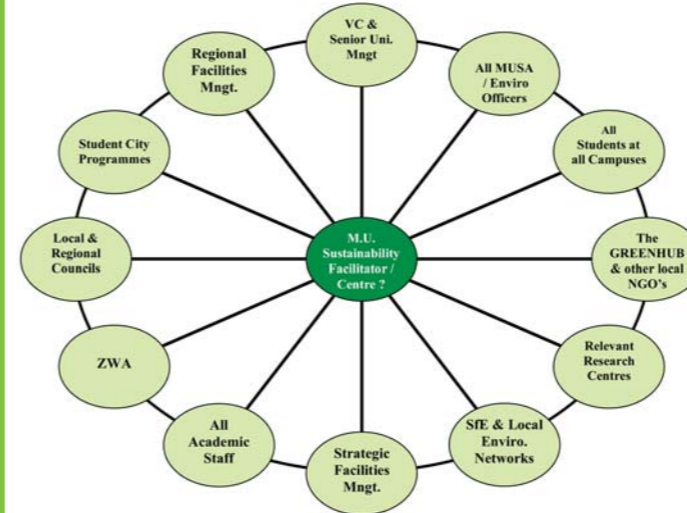 VC &
Senior Uni.
Mngt
All MUSA
/ Enviro
Officers
All
Students at
all Campuses
The
GREENHUB
& other local
NGO's
Relevant
Research
Centres
SfE & Local
Enviro.
Networks
Strategic
Facilities
Mngt.
All
Academic
Staff
ZWA
Local &
Regional
Councils
Student City
Programmes
Regional
Facilities
Mngt.
M.U.
Sustainability
Facilitator /
Centre ?